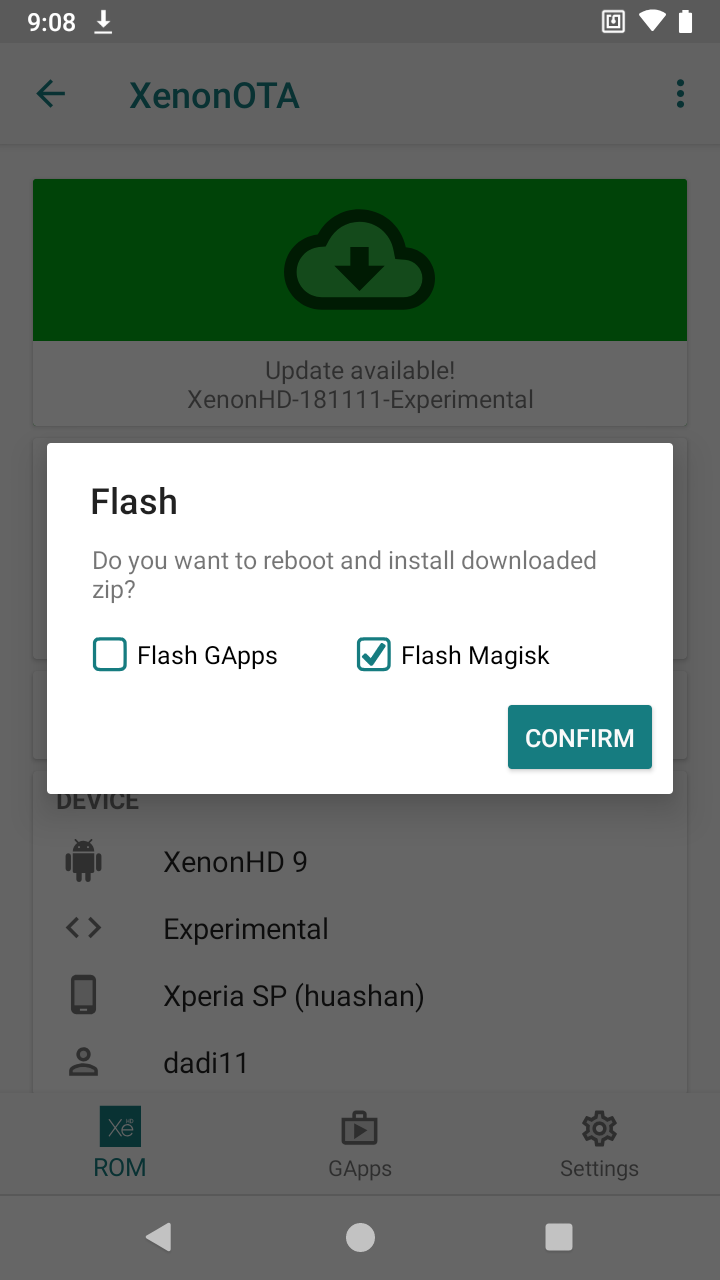 9:08
XenonOTA
Update available!
XenonHD-181111-Experimental
Flash
Do you want to reboot and install downloaded
zip?
Flash GApps
Flash Magisk
CONFIRM
DEVICE
XenonHD 9
Experimental
Xperia SP (huashan)
dadi11
Xe HD
ROM
GApps
Settings